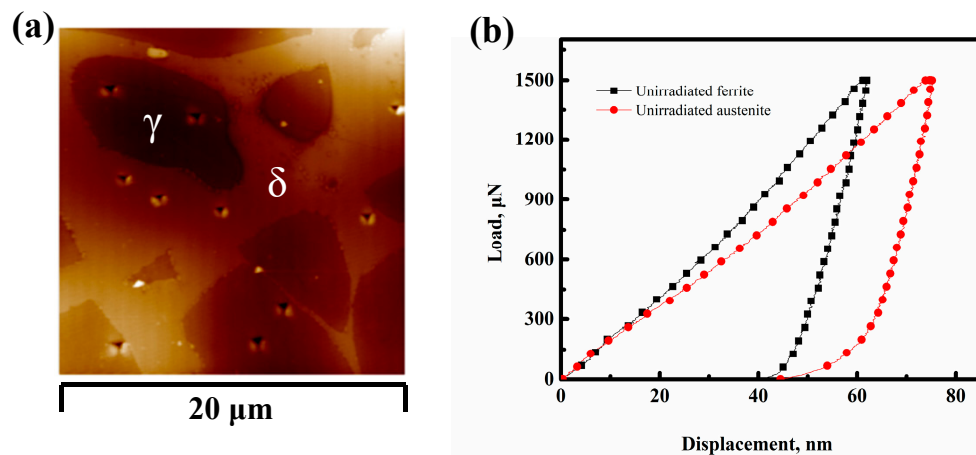 (a)
γ
δ
20 μm
(b)
1500
1200
900
600
300
0
Load, μN
Unirradiated ferrite
Unirradiated austenite
0 20 40 60 80
Displacement, nm